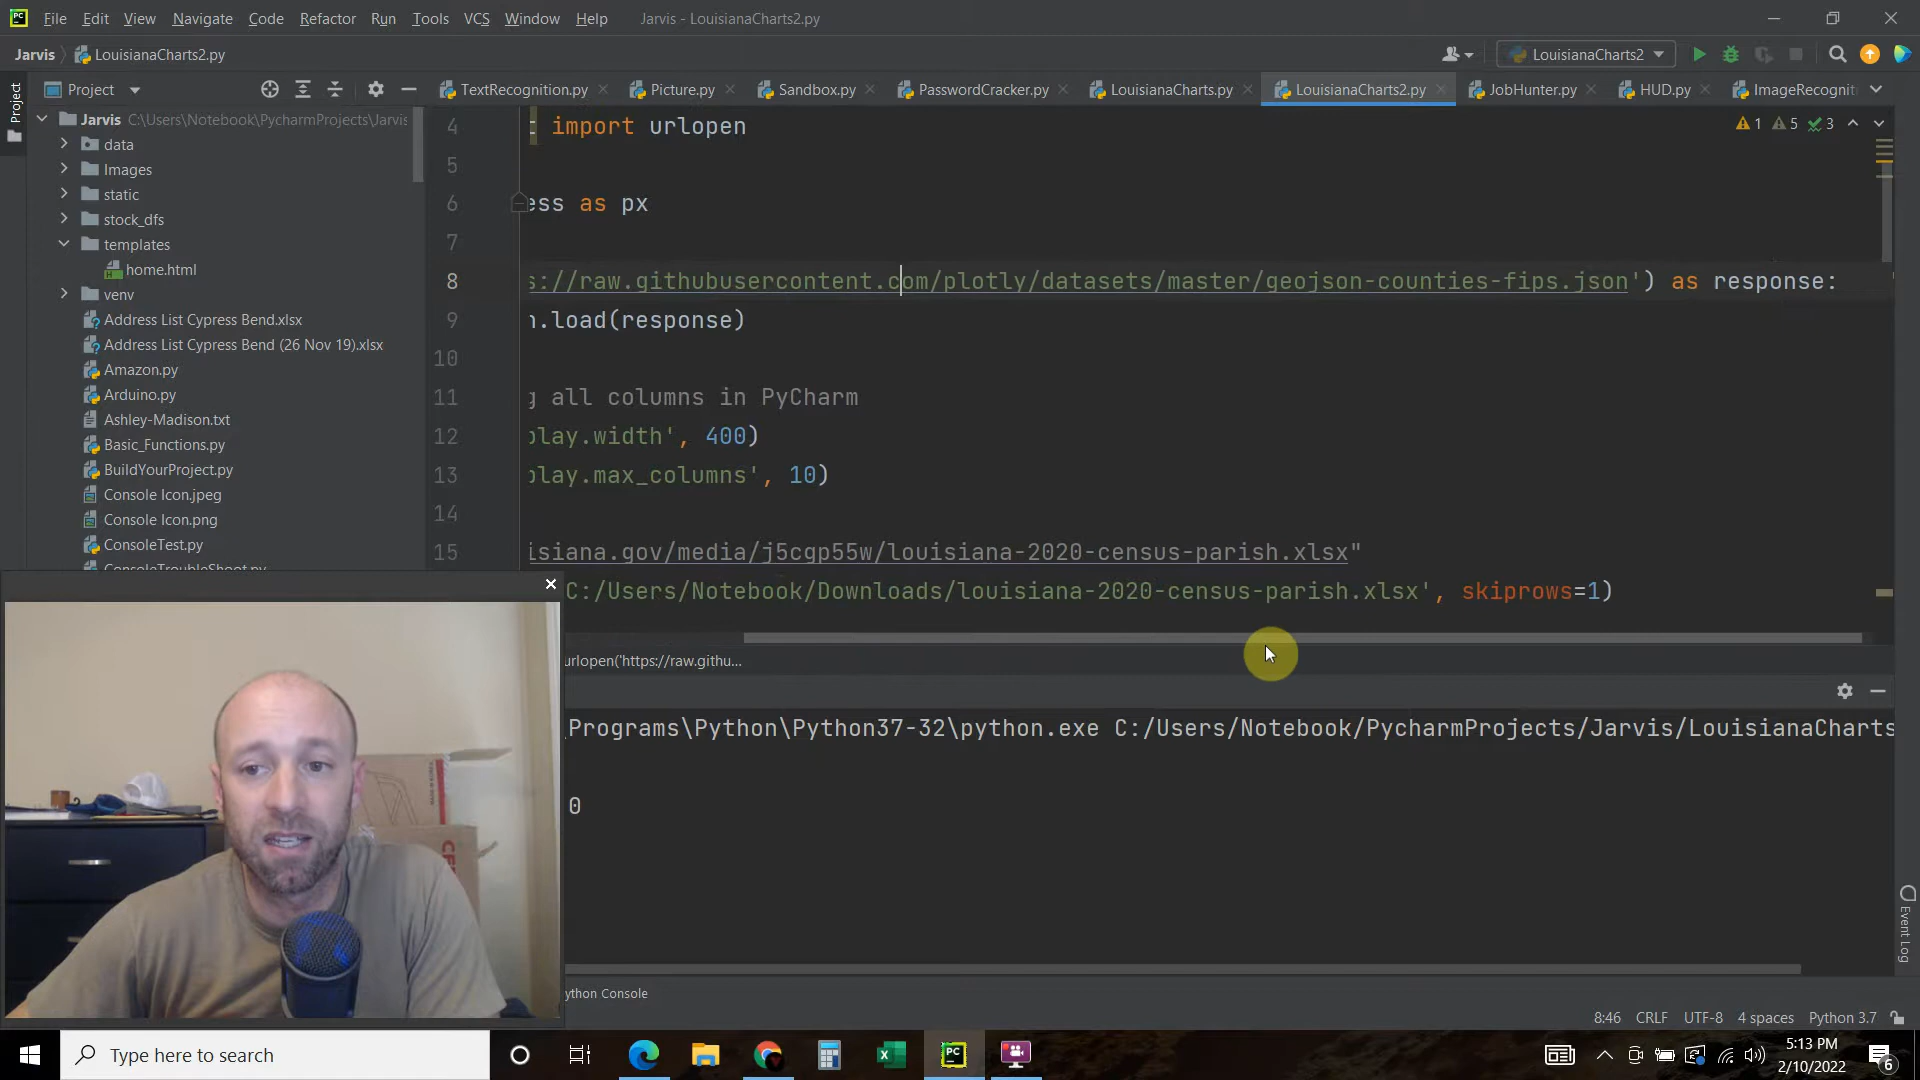 File Edit View Navigate Code Refactor Run Tools VCS Window Help Jarvis - LouisianaCharts2.py
Jarvis LouisianaCharts2.py LouisianaCharts2
Project
Project TextRecognition.py Picture.py Sandbox.py PasswordCracker.py LouisianaCharts.py LouisianaCharts2.py JobHunter.py HUD.py ImageRecognit
Jarvis C:\Users\Notebook\PycharmProjects\Jarvis
data
Images
static
stock_dfs
templates
home.html
venv
Address List Cypress Bend.xlsx
Address List Cypress Bend (26 Nov 19).xlsx
Amazon.py
Arduino.py
Ashley-Madison.txt
Basic_Functions.py
BuildYourProject.py
Console Icon.jpeg
Console Icon.png
ConsoleTest.py
ConsoleTroubleShoot.py
1 5 3
4 import urlopen
5
6 ess as px
7
8 s://raw.githubusercontent.com/plotly/datasets/master/geojson-counties-fips.json') as response:
9 n.load(response)
10
11 g all columns in PyCharm
12 play.width', 400)
13 play.max_columns', 10)
14
15 isiana.gov/media/j5cgp55w/louisiana-2020-census-parish.xlsx"
C:/Users/Notebook/Downloads/louisiana-2020-census-parish.xlsx', skiprows=1)
urlopen('https://raw.githu...
Programs\Python\Python37-32\python.exe C:/Users/Notebook/PycharmProjects/Jarvis/LouisianaCharts
0
ython Console
Event Log
8:46 CRLF UTF-8 4 spaces Python 3.7
Type here to search
5:13 PM
2/10/2022
6